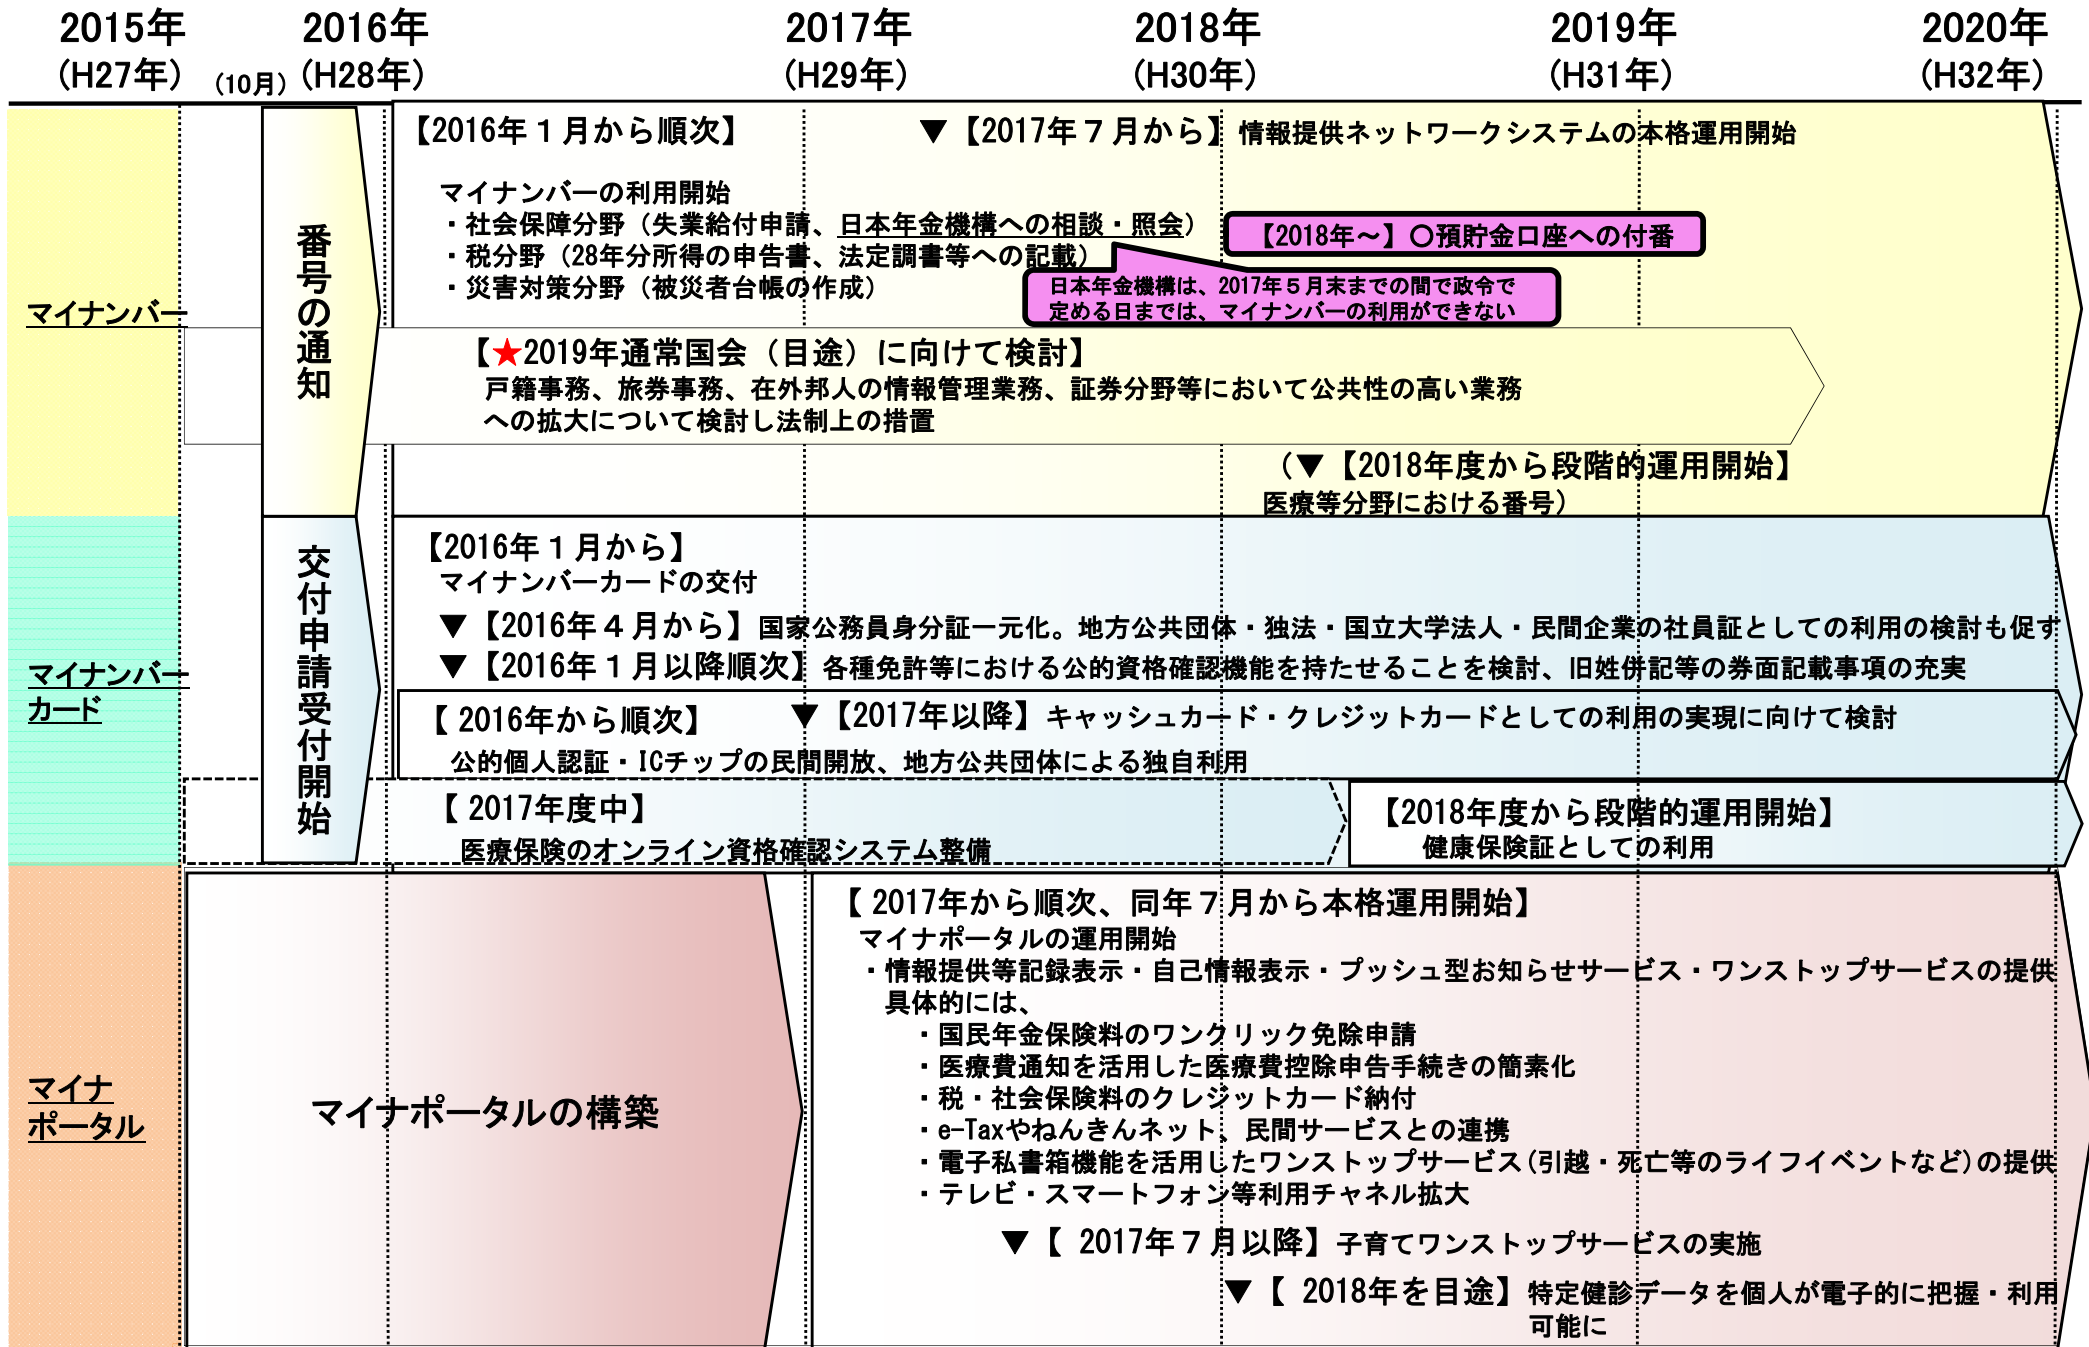 2015年
(H27年)
(10月)
2016年
(H28年)
2017年
(H29年)
2018年
(H30年)
2019年
(H31年)
2020年
(H32年)
マイナンバー
番号の通知
【2016年１月から順次】
▼【2017年７月から】情報提供ネットワークシステムの本格運用開始
マイナンバーの利用開始
・社会保障分野（失業給付申請、日本年金機構への相談・照会）
・税分野（28年分所得の申告書、法定調書等への記載）
・災害対策分野（被災者台帳の作成）
【2018年～】〇預貯金口座への付番
日本年金機構は、2017年５月末までの間で政令で
定める日までは、マイナンバーの利用ができない
【★2019年通常国会（目途）に向けて検討】
戸籍事務、旅券事務、在外邦人の情報管理業務、証券分野等において公共性の高い業務
への拡大について検討し法制上の措置
（▼【2018年度から段階的運用開始】
医療等分野における番号）
マイナンバー
カード
交付申請受付開始
【2016年１月から】
マイナンバーカードの交付
▼【2016年４月から】国家公務員身分証一元化。地方公共団体・独法・国立大学法人・民間企業の社員証としての利用の検討も促す
▼【2016年１月以降順次】各種免許等における公的資格確認機能を持たせることを検討、旧姓併記等の券面記載事項の充実
【 2016年から順次】
▼【2017年以降】キャッシュカード・クレジットカードとしての利用の実現に向けて検討
公的個人認証・ICチップの民間開放、地方公共団体による独自利用
【 2017年度中】
医療保険のオンライン資格確認システム整備
【2018年度から段階的運用開始】
健康保険証としての利用
マイナ
ポータル
マイナポータルの構築
【 2017年から順次、同年７月から本格運用開始】
マイナポータルの運用開始
・情報提供等記録表示・自己情報表示・プッシュ型お知らせサービス・ワンストップサービスの提供
具体的には、
・国民年金保険料のワンクリック免除申請
・医療費通知を活用した医療費控除申告手続きの簡素化
・税・社会保険料のクレジットカード納付
・e-Taxやねんきんネット、民間サービスとの連携
・電子私書箱機能を活用したワンストップサービス(引越・死亡等のライフイベントなど)の提供
・テレビ・スマートフォン等利用チャネル拡大
▼【 2017年７月以降】子育てワンストップサービスの実施
▼【 2018年を目途】特定健診データを個人が電子的に把握・利用
可能に